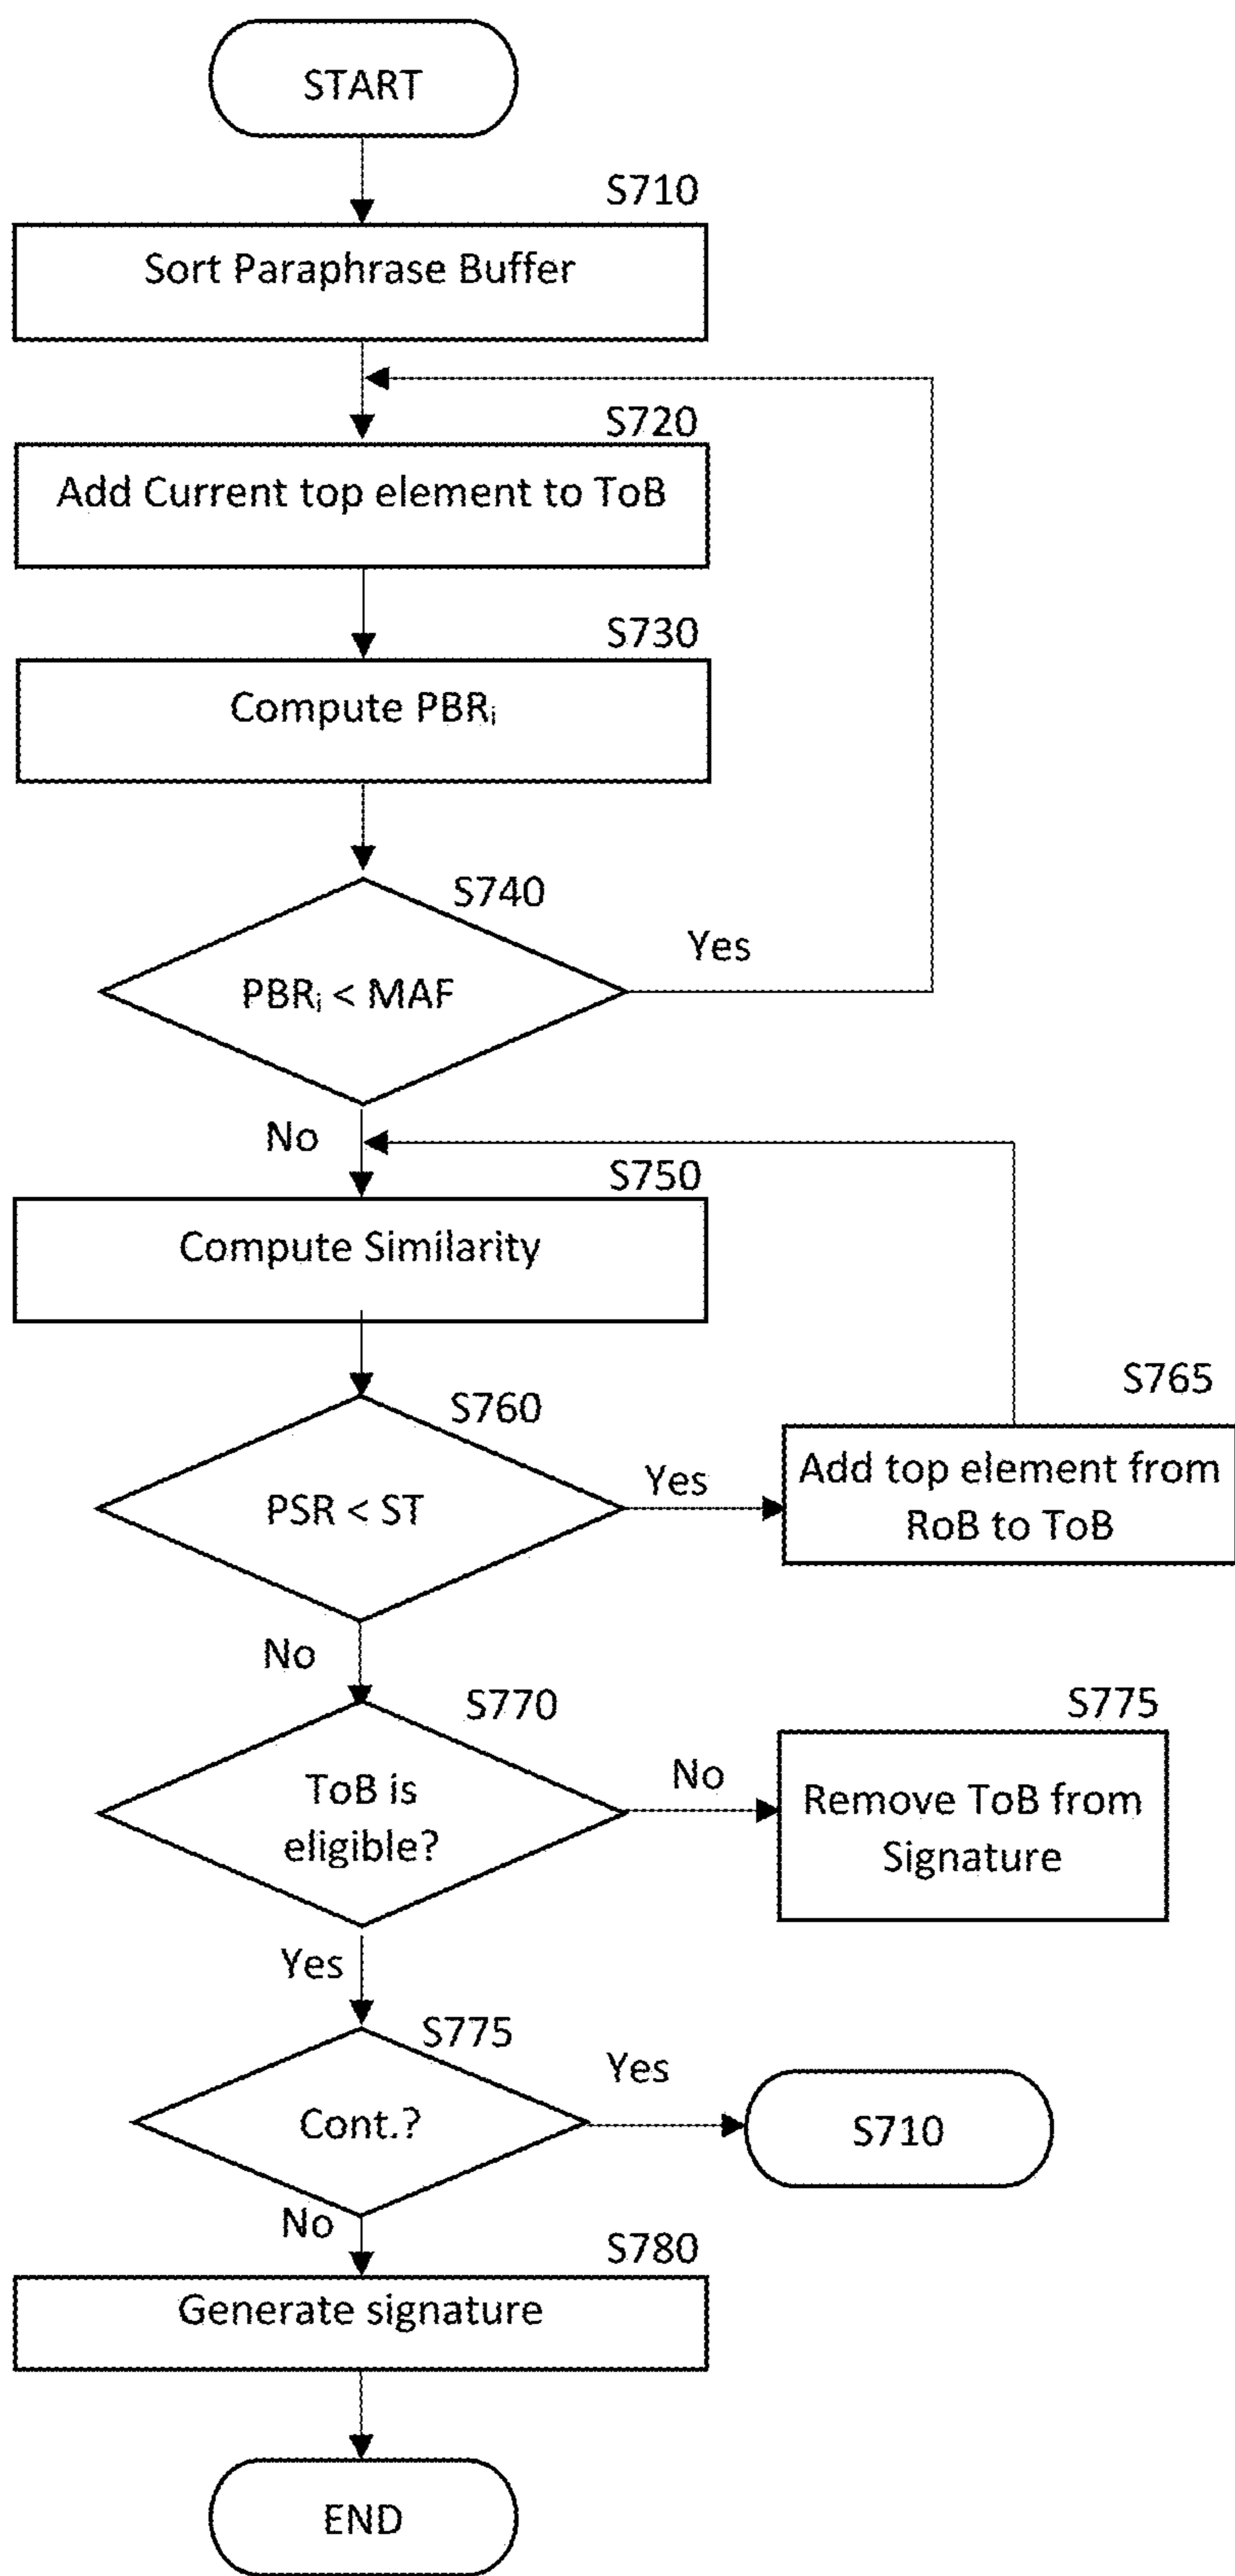 START
S710
Sort Paraphrase Buffer
S720
Add Current top element to ToB
S730
Compute PBRᵢ
S740
PBRᵢ < MAF
Yes
No
S750
Compute Similarity
S760
PSR < ST
Yes
S765
Add top element from
RoB to ToB
No
S770
ToB is
eligible?
No
S775
Remove ToB from
Signature
Yes
S775
Cont.?
Yes
S710
No
S780
Generate signature
END